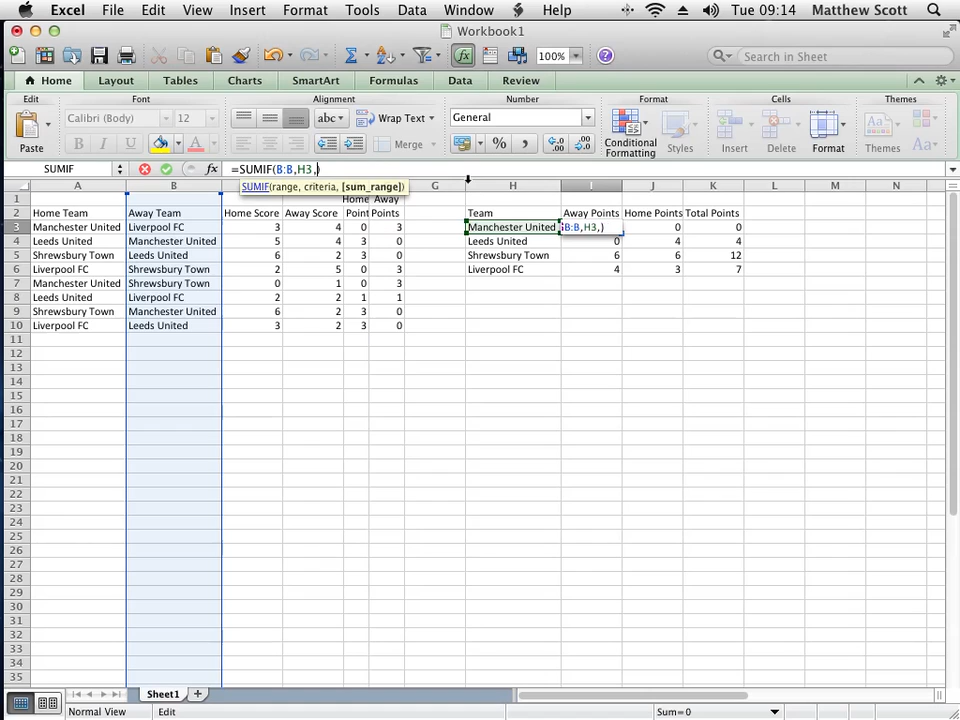 Excel File Edit View Insert Format Tools Data Window Help Tue 09:14 Matthew Scott
Workbook1
100% Search in Sheet
Home Layout Tables Charts SmartArt Formulas Data Review
Edit Font Alignment Number Format Cells Themes
Calibri (Body) 12 abc Wrap Text General
Paste B I U A Merge % , Conditional Formatting Styles Insert Delete Format Themes Aa
SUMIF fx =SUMIF(B:B,H3,)
SUMIF(range, criteria, [sum_range])
A B G H I J K L M N
1 Home Away
2 Home Team Away Team Home Score Away Score Point Points Team Away Points Home Points Total Points
3 Manchester United Liverpool FC 3 4 0 3 Manchester United B:B,H3,) 0 0
4 Leeds United Manchester United 5 4 3 0 Leeds United 0 4 4
5 Shrewsbury Town Leeds United 6 2 3 0 Shrewsbury Town 6 6 12
6 Liverpool FC Shrewsbury Town 2 5 0 3 Liverpool FC 4 3 7
7 Manchester United Shrewsbury Town 0 1 0 3
8 Leeds United Liverpool FC 2 2 1 1
9 Shrewsbury Town Manchester United 6 2 3 0
10 Liverpool FC Leeds United 3 2 3 0
11
12
13
14
15
16
17
18
19
20
21
22
23
24
25
26
27
28
29
30
31
32
33
34
35
Sheet1
Normal View Edit Sum=0